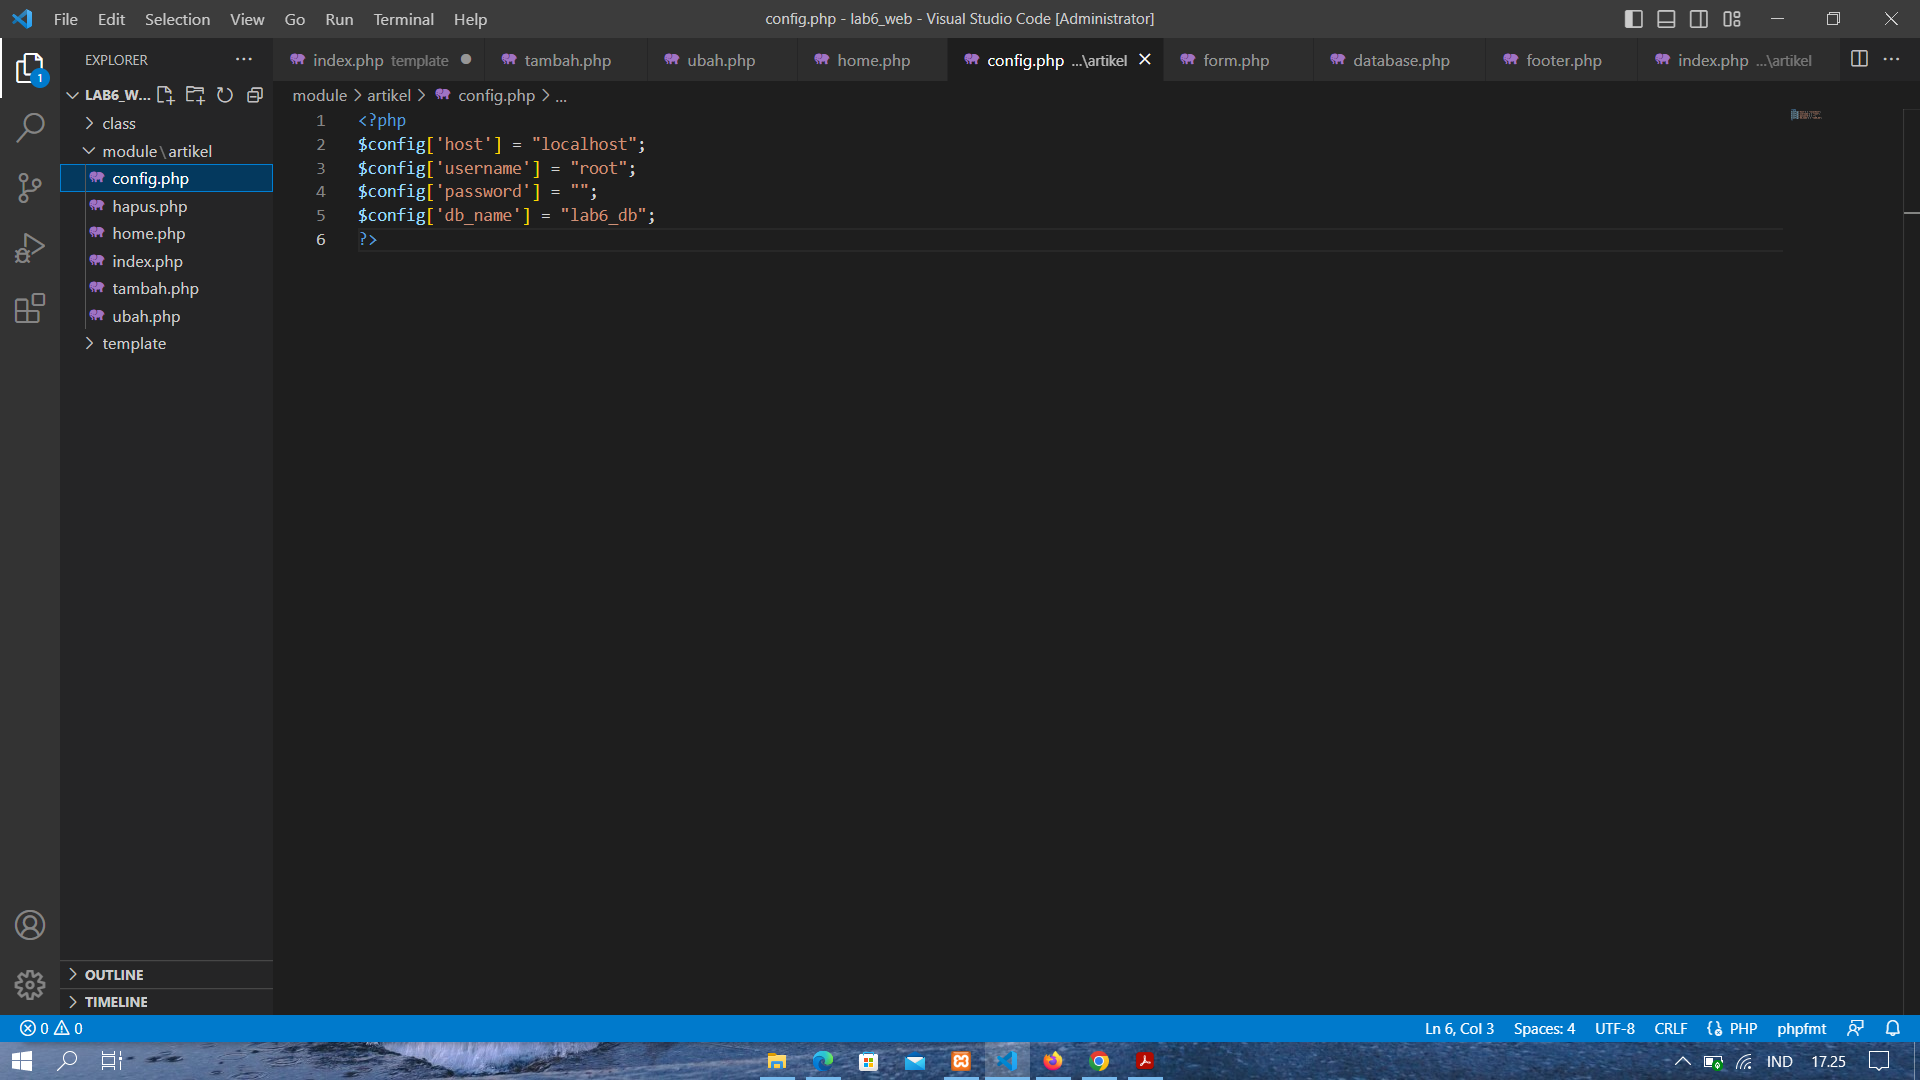 File Edit Selection View Go Run Terminal Help
config.php - lab6_web - Visual Studio Code [Administrator]
EXPLORER
index.php template
tambah.php
ubah.php
home.php
config.php ...\artikel
form.php
database.php
footer.php
index.php ...\artikel
1
LAB6_W...
class
module\artikel
config.php
hapus.php
home.php
index.php
tambah.php
ubah.php
template
module > artikel > config.php > ...
1 <?php
2 $config['host'] = "localhost";
3 $config['username'] = "root";
4 $config['password'] = "";
5 $config['db_name'] = "lab6_db";
6 ?>
OUTLINE
TIMELINE
0 0
Ln 6, Col 3 Spaces: 4 UTF-8 CRLF PHP phpfmt
IND 17.25